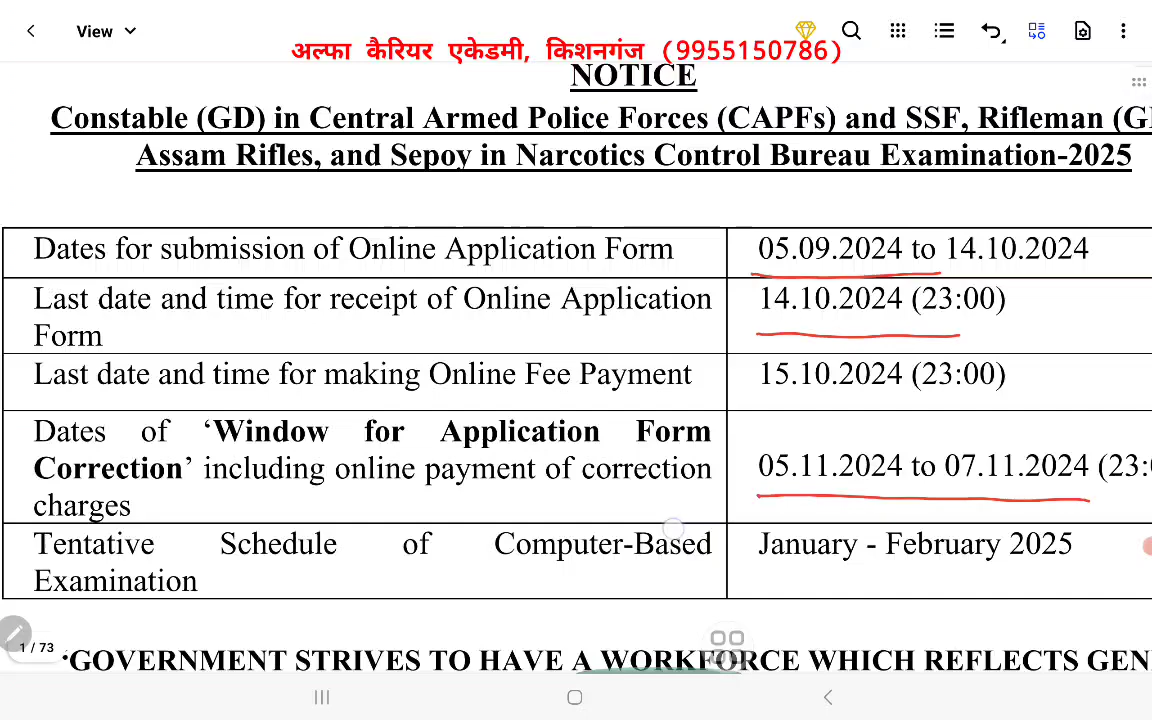 View
अल्फा कैरियर एकेडमी, किशनगंज (9955150786)
NOTICE
Constable (GD) in Central Armed Police Forces (CAPFs) and SSF, Rifleman
Assam Rifles, and Sepoy in Narcotics Control Bureau Examination-2025
Dates for submission of Online Application Form 05.09.2024 to 14.10.2024
Last date and time for receipt of Online Application 14.10.2024 (23:00)
Form
Last date and time for making Online Fee Payment 15.10.2024 (23:00)
Dates of ‘Window for Application Form
Correction’ including online payment of correction 05.11.2024 to 07.11.2024 (23:
charges
Tentative Schedule of Computer-Based January - February 2025
Examination
1 / 73
‘GOVERNMENT STRIVES TO HAVE A WORKFORCE WHICH REFLECTS